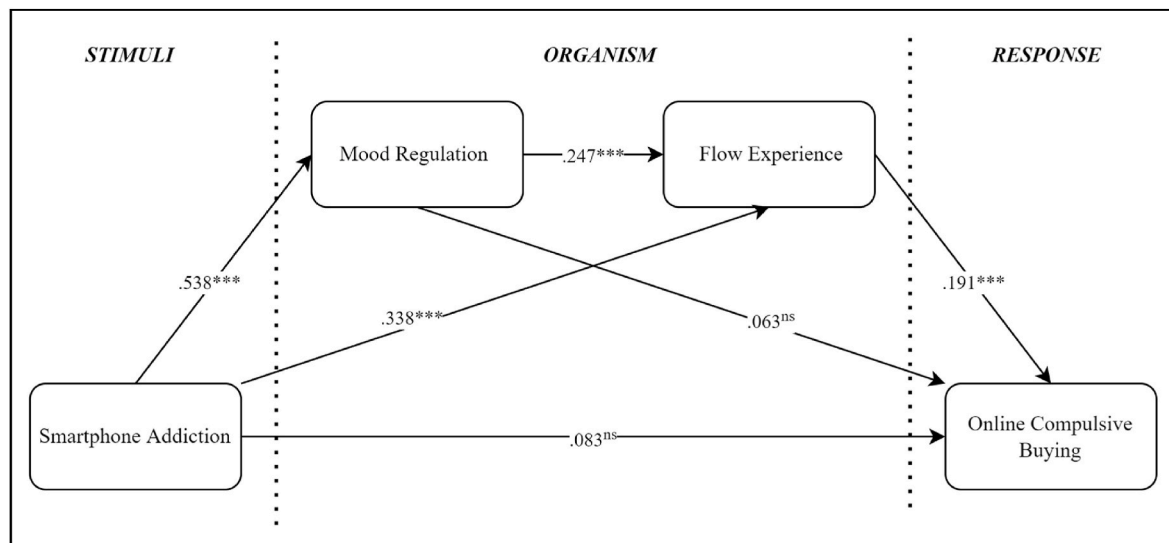 STIMULI
ORGANISM
RESPONSE
Mood Regulation
.247***
Flow Experience
.538***
.338***
.063ns
.191***
Smartphone Addiction
.083ns
Online Compulsive
Buying